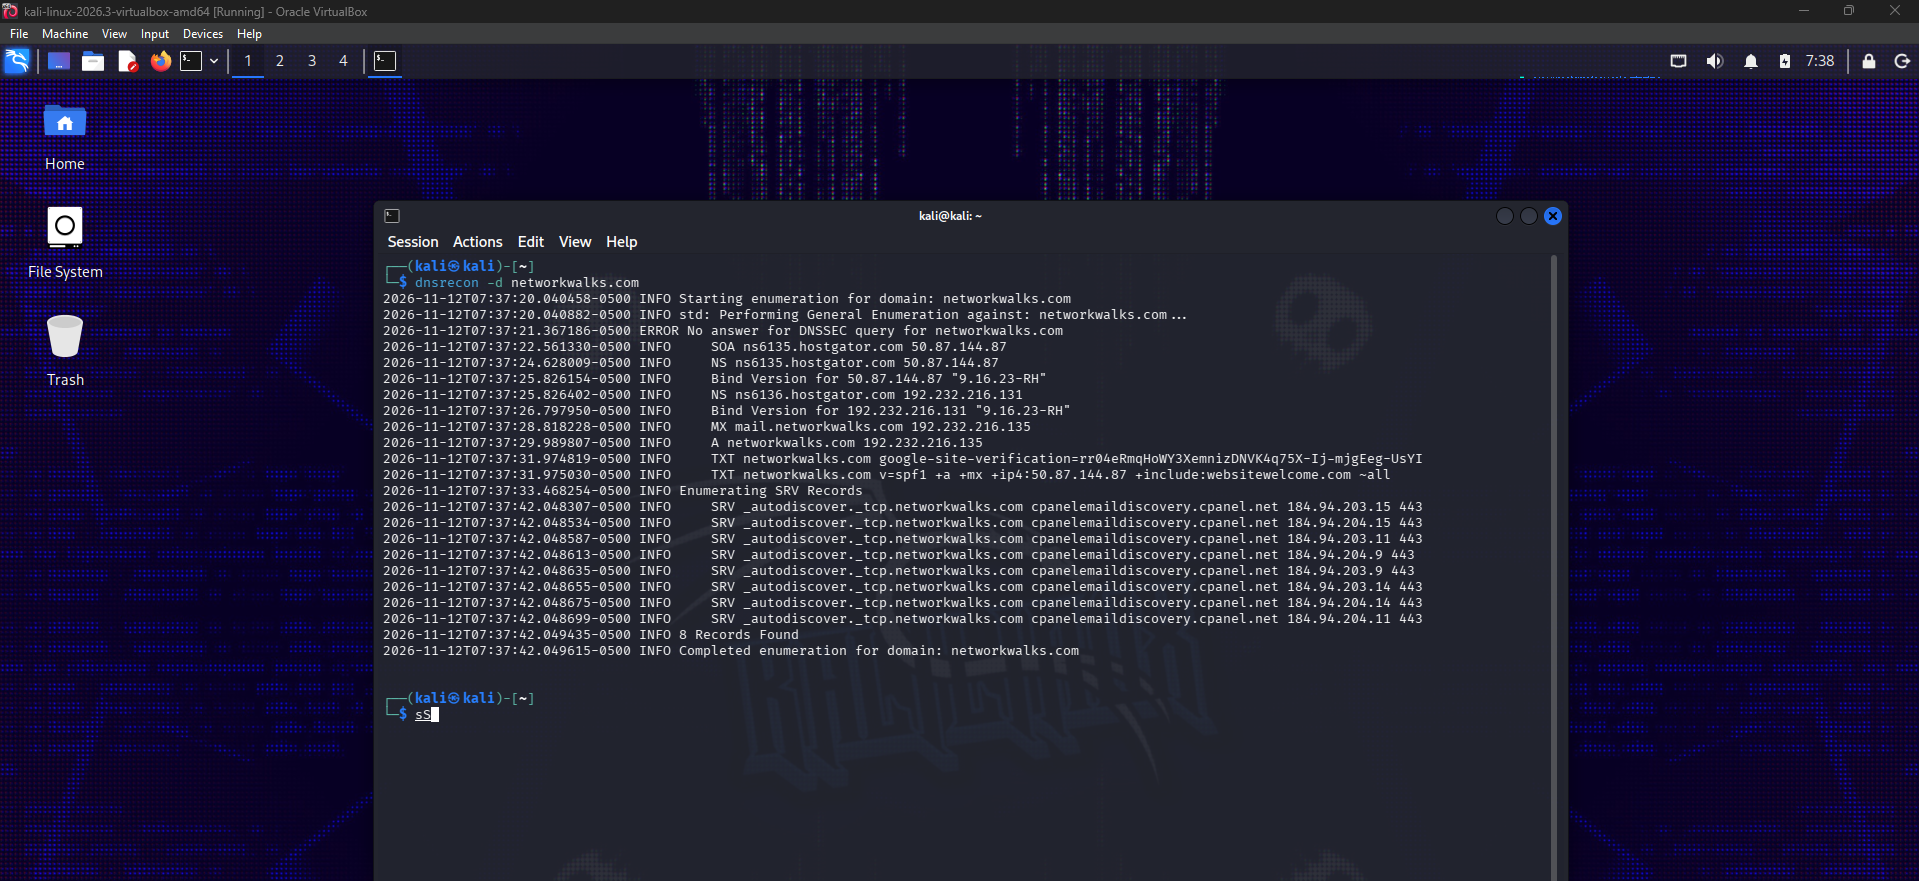 kali-linux-2026.3-virtualbox-amd64 [Running] - Oracle VirtualBox
File Machine View Input Devices Help
1 2 3 4 7:38
Home
File System
Trash
kali@kali: ~
Session Actions Edit View Help
┌──(kali㉿kali)-[~]
└─$ dnsrecon -d networkwalks.com
2026-11-12T07:37:20.040458-0500 INFO Starting enumeration for domain: networkwalks.com
2026-11-12T07:37:20.040882-0500 INFO std: Performing General Enumeration against: networkwalks.com...
2026-11-12T07:37:21.367186-0500 ERROR No answer for DNSSEC query for networkwalks.com
2026-11-12T07:37:22.561330-0500 INFO SOA ns6135.hostgator.com 50.87.144.87
2026-11-12T07:37:24.628009-0500 INFO NS ns6135.hostgator.com 50.87.144.87
2026-11-12T07:37:25.826154-0500 INFO Bind Version for 50.87.144.87 "9.16.23-RH"
2026-11-12T07:37:25.826402-0500 INFO NS ns6136.hostgator.com 192.232.216.131
2026-11-12T07:37:26.797950-0500 INFO Bind Version for 192.232.216.131 "9.16.23-RH"
2026-11-12T07:37:28.818228-0500 INFO MX mail.networkwalks.com 192.232.216.135
2026-11-12T07:37:29.989807-0500 INFO A networkwalks.com 192.232.216.135
2026-11-12T07:37:31.974819-0500 INFO TXT networkwalks.com google-site-verification=rr04eRmqHoWY3XemnizDNVK4q75X-Ij-mjgEeg-UsYI
2026-11-12T07:37:31.975030-0500 INFO TXT networkwalks.com v=spf1 +a +mx +ip4:50.87.144.87 +include:websitewelcome.com ~all
2026-11-12T07:37:33.468254-0500 INFO Enumerating SRV Records
2026-11-12T07:37:42.048307-0500 INFO SRV _autodiscover._tcp.networkwalks.com cpanelemaildiscovery.cpanel.net 184.94.203.15 443
2026-11-12T07:37:42.048534-0500 INFO SRV _autodiscover._tcp.networkwalks.com cpanelemaildiscovery.cpanel.net 184.94.204.15 443
2026-11-12T07:37:42.048587-0500 INFO SRV _autodiscover._tcp.networkwalks.com cpanelemaildiscovery.cpanel.net 184.94.203.11 443
2026-11-12T07:37:42.048613-0500 INFO SRV _autodiscover._tcp.networkwalks.com cpanelemaildiscovery.cpanel.net 184.94.204.9 443
2026-11-12T07:37:42.048635-0500 INFO SRV _autodiscover._tcp.networkwalks.com cpanelemaildiscovery.cpanel.net 184.94.203.9 443
2026-11-12T07:37:42.048655-0500 INFO SRV _autodiscover._tcp.networkwalks.com cpanelemaildiscovery.cpanel.net 184.94.203.14 443
2026-11-12T07:37:42.048675-0500 INFO SRV _autodiscover._tcp.networkwalks.com cpanelemaildiscovery.cpanel.net 184.94.204.14 443
2026-11-12T07:37:42.048699-0500 INFO SRV _autodiscover._tcp.networkwalks.com cpanelemaildiscovery.cpanel.net 184.94.204.11 443
2026-11-12T07:37:42.049435-0500 INFO 8 Records Found
2026-11-12T07:37:42.049615-0500 INFO Completed enumeration for domain: networkwalks.com
┌──(kali㉿kali)-[~]
└─$ sS